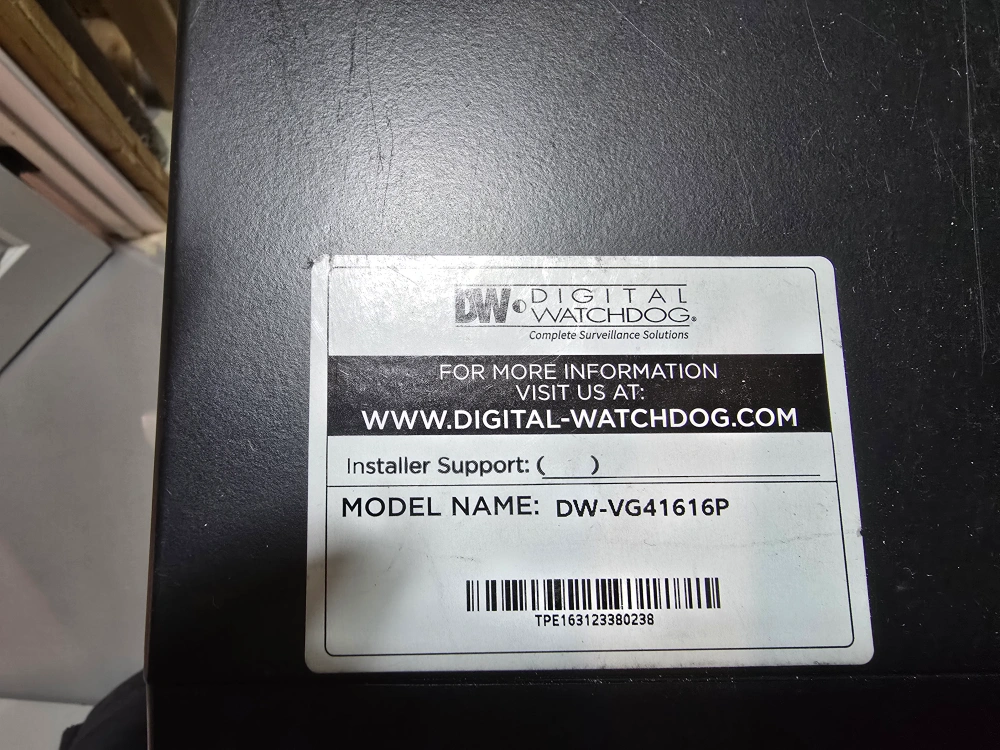 DW DIGITAL
WATCHDOG®
Complete Surveillance Solutions
FOR MORE INFORMATION
VISIT US AT:
WWW.DIGITAL-WATCHDOG.COM
Installer Support: ( )
MODEL NAME: DW-VG41616P
TPE163123380238